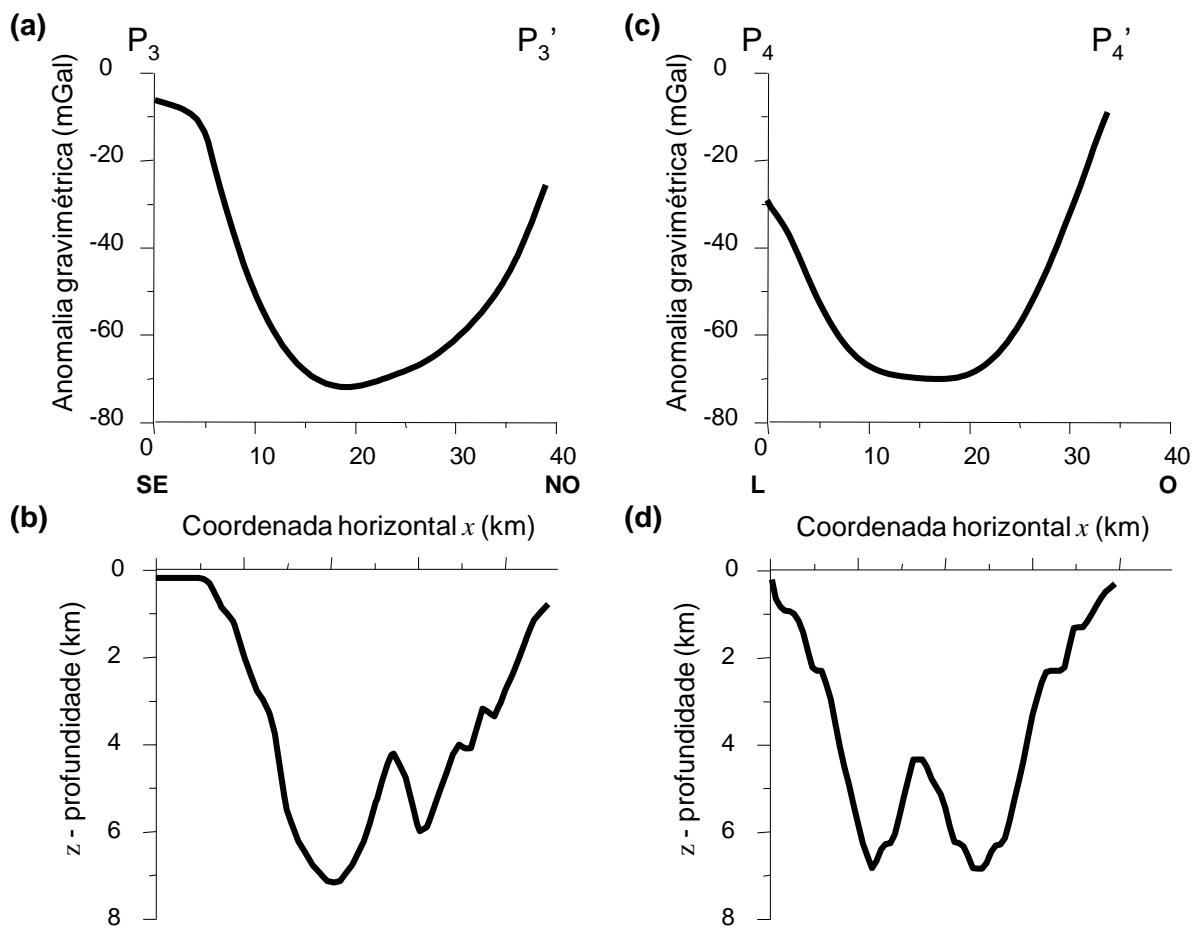 (a)
P3
P3’
Anomalia gravimétrica (mGal)
0
-20
-40
-60
-80
0
10
20
30
40
SE
NO
(c)
P4
P4’
Anomalia gravimétrica (mGal)
0
-20
-40
-60
-80
0
10
20
30
40
L
O
(b)
Coordenada horizontal x (km)
z - profundidade (km)
0
2
4
6
8
(d)
Coordenada horizontal x (km)
z - profundidade (km)
0
2
4
6
8